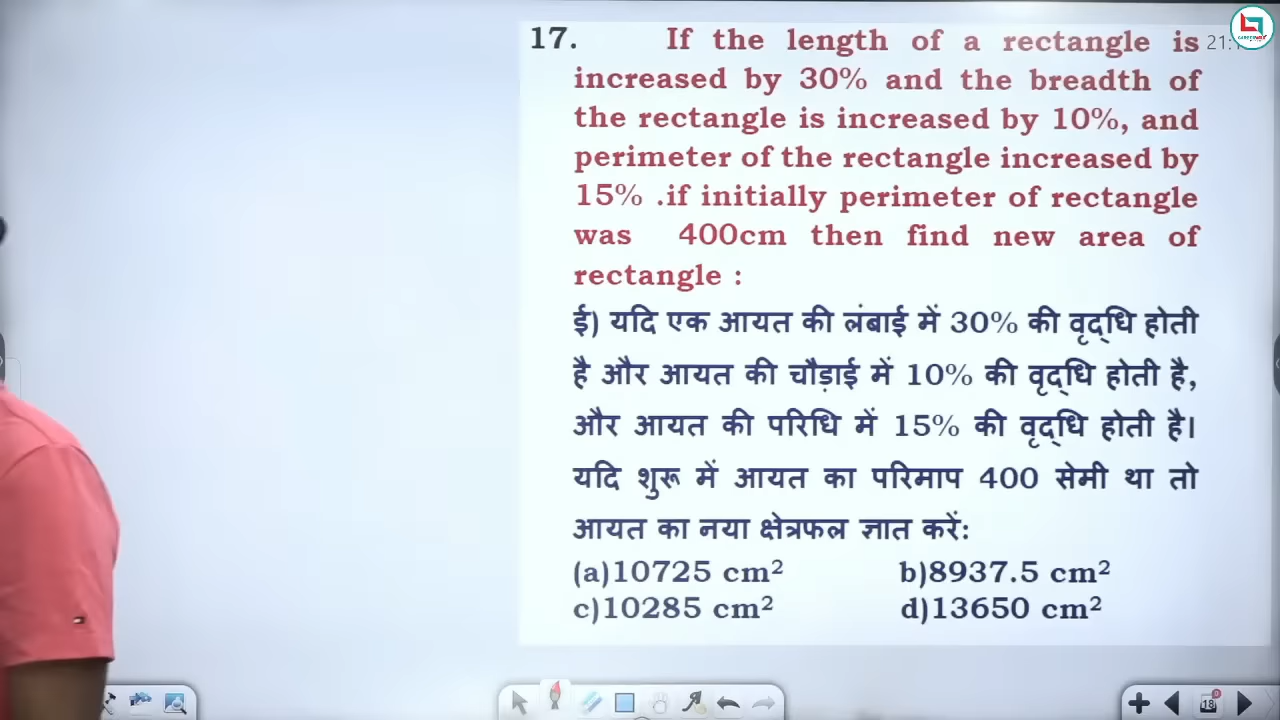 17. If the length of a rectangle is
increased by 30% and the breadth of
the rectangle is increased by 10%, and
perimeter of the rectangle increased by
15% .if initially perimeter of rectangle
was 400cm then find new area of
rectangle :
ई) यदि एक आयत की लंबाई में 30% की वृद्धि होती
है और आयत की चौड़ाई में 10% की वृद्धि होती है,
और आयत की परिधि में 15% की वृद्धि होती है।
यदि शुरू में आयत का परिमाप 400 सेमी था तो
आयत का नया क्षेत्रफल ज्ञात करें:
(a)10725 cm² b)8937.5 cm²
c)10285 cm² d)13650 cm²
18